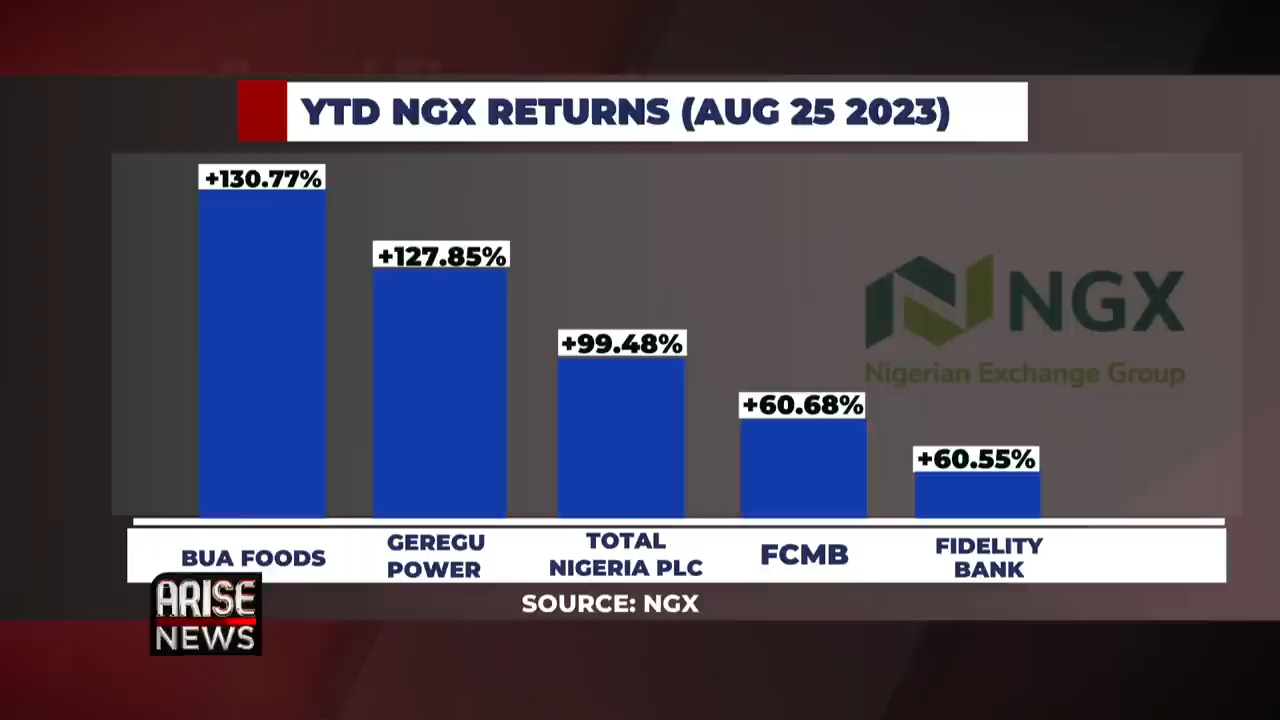 YTD NGX RETURNS (AUG 25 2023)
+130.77%
+127.85%
+99.48%
+60.68%
+60.55%
NGX
Nigerian Exchange Group
BUA FOODS
GEREGU
POWER
TOTAL
NIGERIA PLC
FCMB
FIDELITY
BANK
SOURCE: NGX
ARISE
NEWS